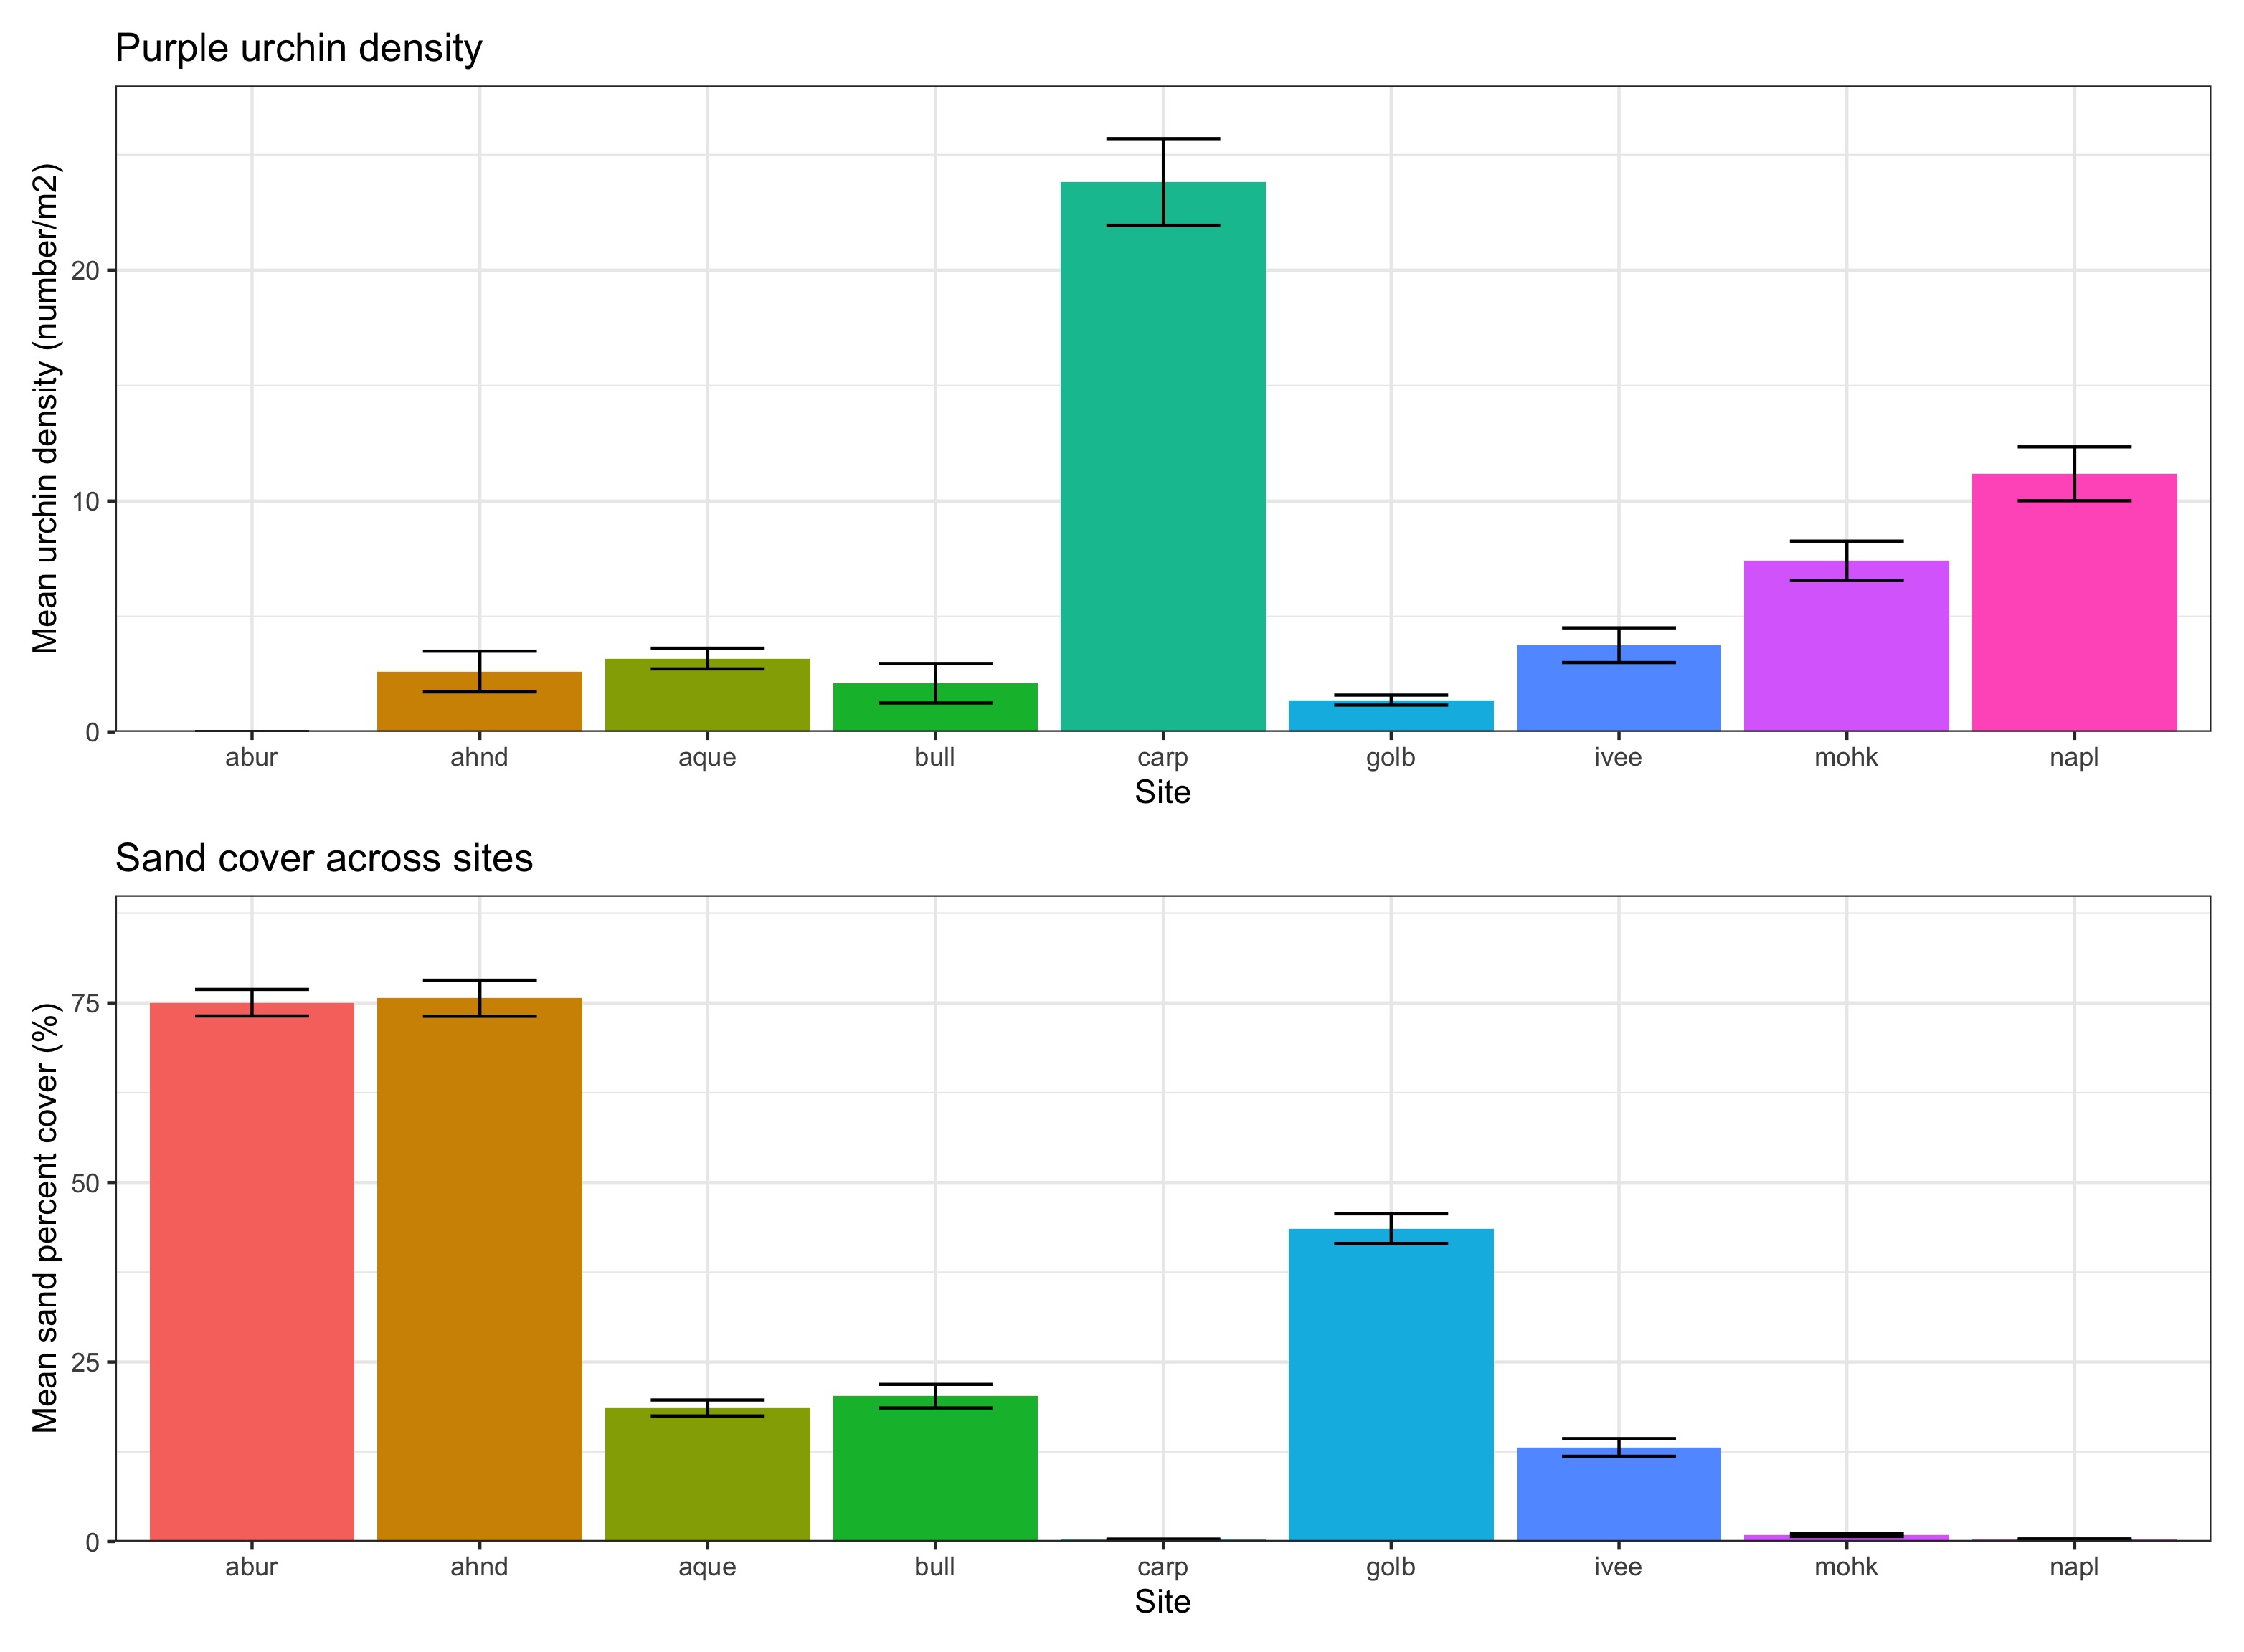 Purple urchin density
Mean urchin density (number/m2)
20
10
0
abur ahnd aque bull carp golb ivee mohk napl
Site
Sand cover across sites
Mean sand percent cover (%)
75
50
25
0
abur ahnd aque bull carp golb ivee mohk napl
Site